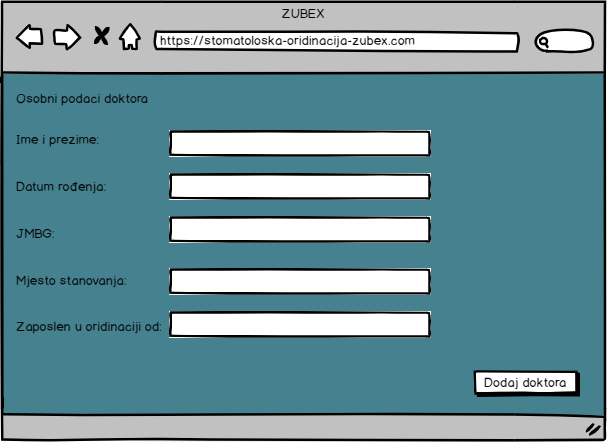 ZUBEX
https://stomatoloska-oridinacija-zubex.com
Osobni podaci doktora
Ime i prezime:
Datum rođenja:
JMBG:
Mjesto stanovanja:
Zaposlen u oridinaciji od:
Dodaj doktora